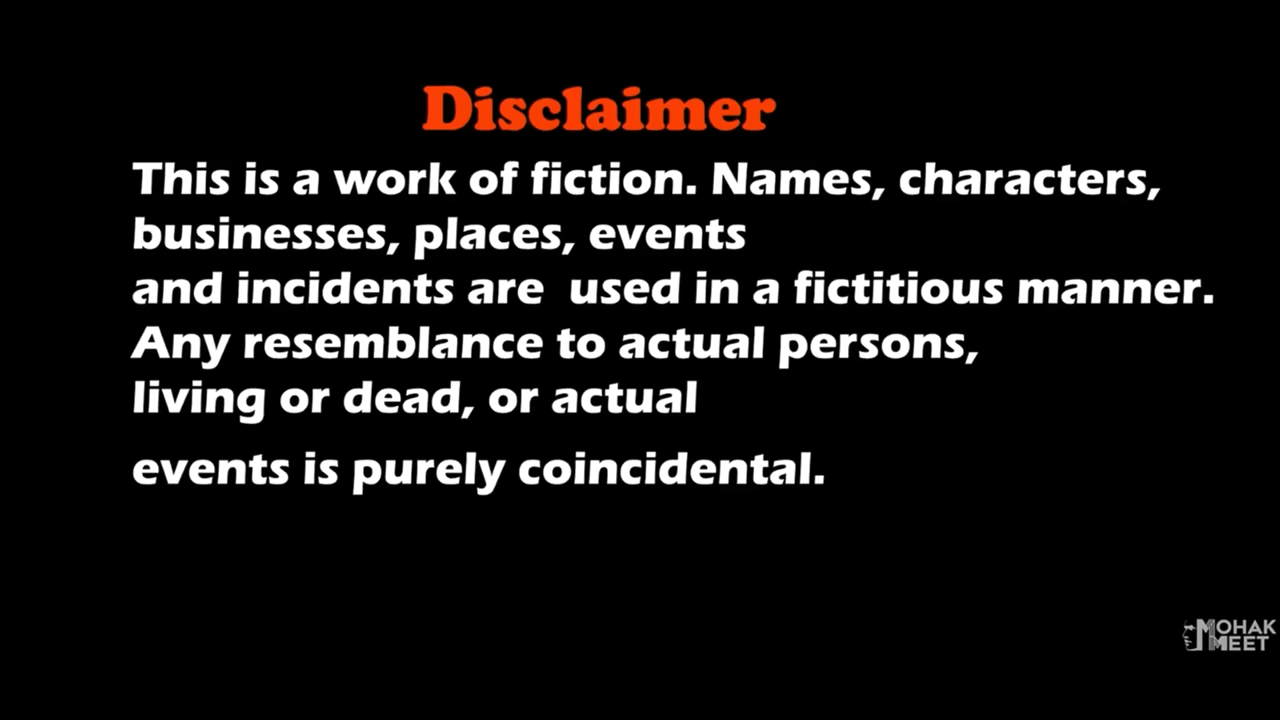 Disclaimer
This is a work of fiction. Names, characters,
businesses, places, events
and incidents are  used in a fictitious manner.
Any resemblance to actual persons,
living or dead, or actual
events is purely coincidental.
MOHAK
MEET